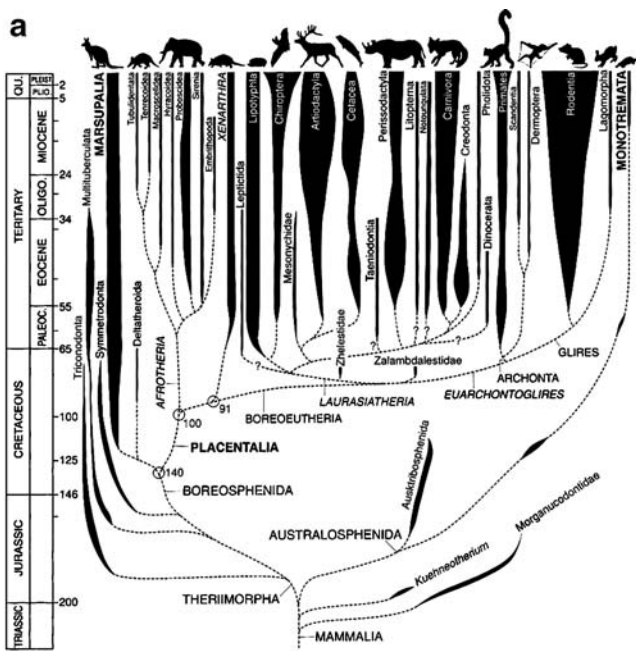 a
QU.
PLEIST
PLIO.
TERTIARY
MIOCENE
OLIGO.
EOCENE
PALEOC.
CRETACEOUS
JURASSIC
TRIASSIC
2
5
24
34
55
65
100
125
146
200
Multituberculata
MARSUPALIA
Tubulidentata
Tenrecoidea
Macroscelidea
Hyracoidea
Proboscidea
Sirenia
Embrithopoda
XENARTHRA
Leptictida
Lipotyphla
Chiroptera
Mesonychidae
Artiodactyla
Cetacea
Taeniodontia
Perissodactyla
Litopterna
Notoungulata
Carnivora
Creodonta
Dinocerata
Pholidota
Primates
Scandentia
Dermoptera
Rodentia
Lagomorpha
MONOTREMATA
Triponodonta
Symmetrodonta
Deltatheroida
AFROTHERIA
Zhelestidae
Zalambdalestidae
?
?
?
?
?
GLIRES
ARCHONTA
LAURASIATHERIA
EUARCHONTOGLIRES
BOREOEUTHERIA
91
100
PLACENTALIA
140
BOREOSPHENIDA
Ausktribosphenida
AUSTRALOSPHENIDA
Morganucodontidae
Kuehneotherium
THERIIMORPHA
MAMMALIA